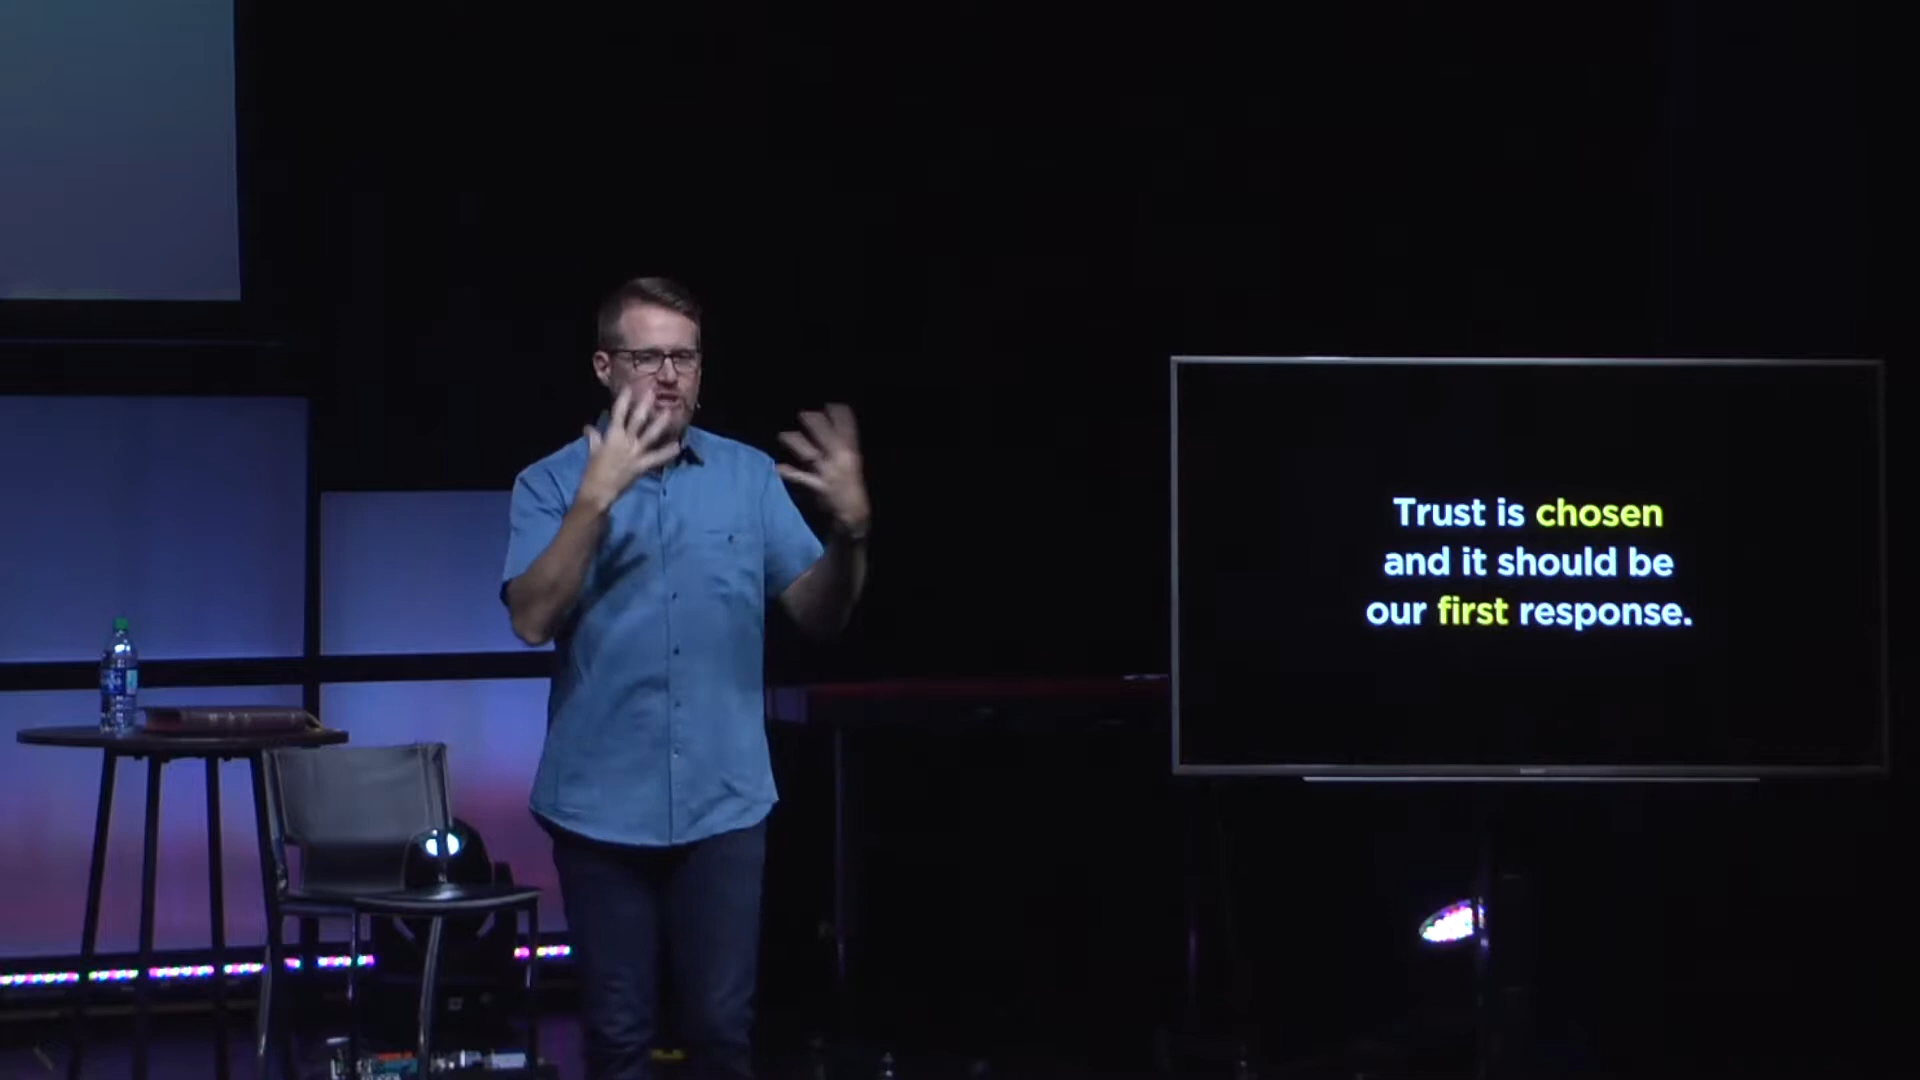 Trust is chosen
and it should be
our first response.